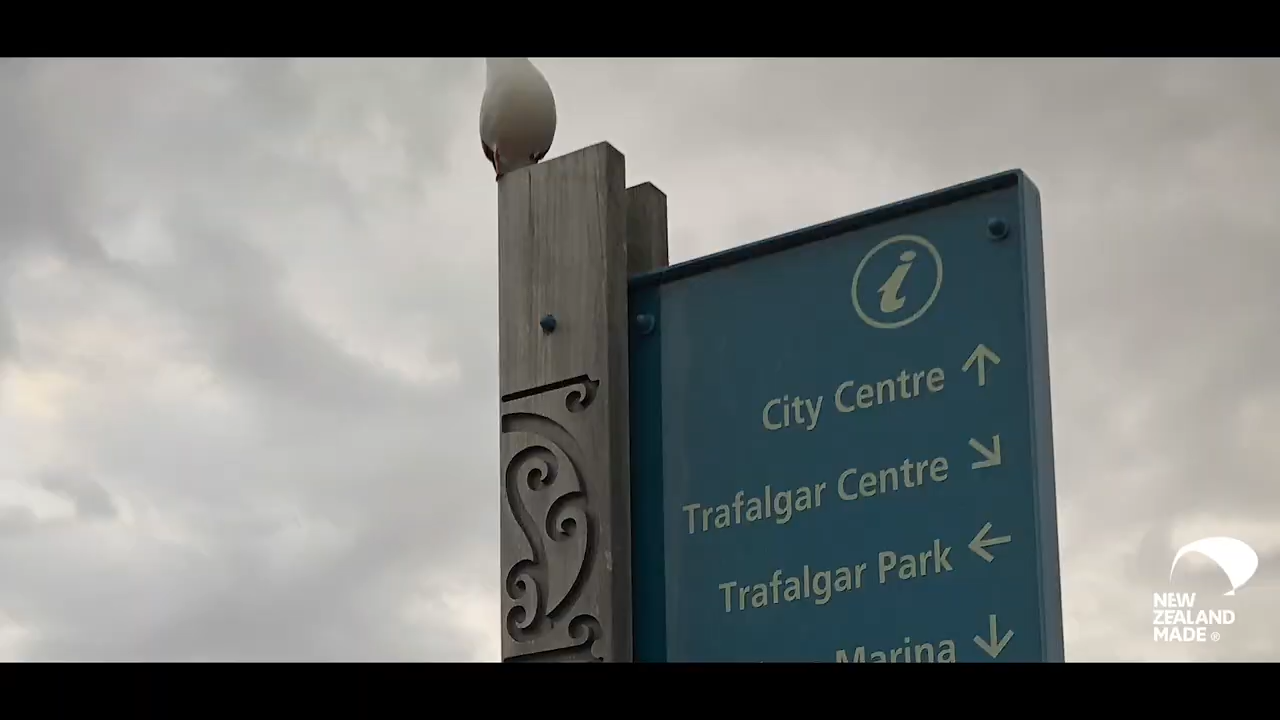 i
City Centre ↑
Trafalgar Centre ↘
Trafalgar Park ←
Marina ↓
NEW
ZEALAND
MADE ®